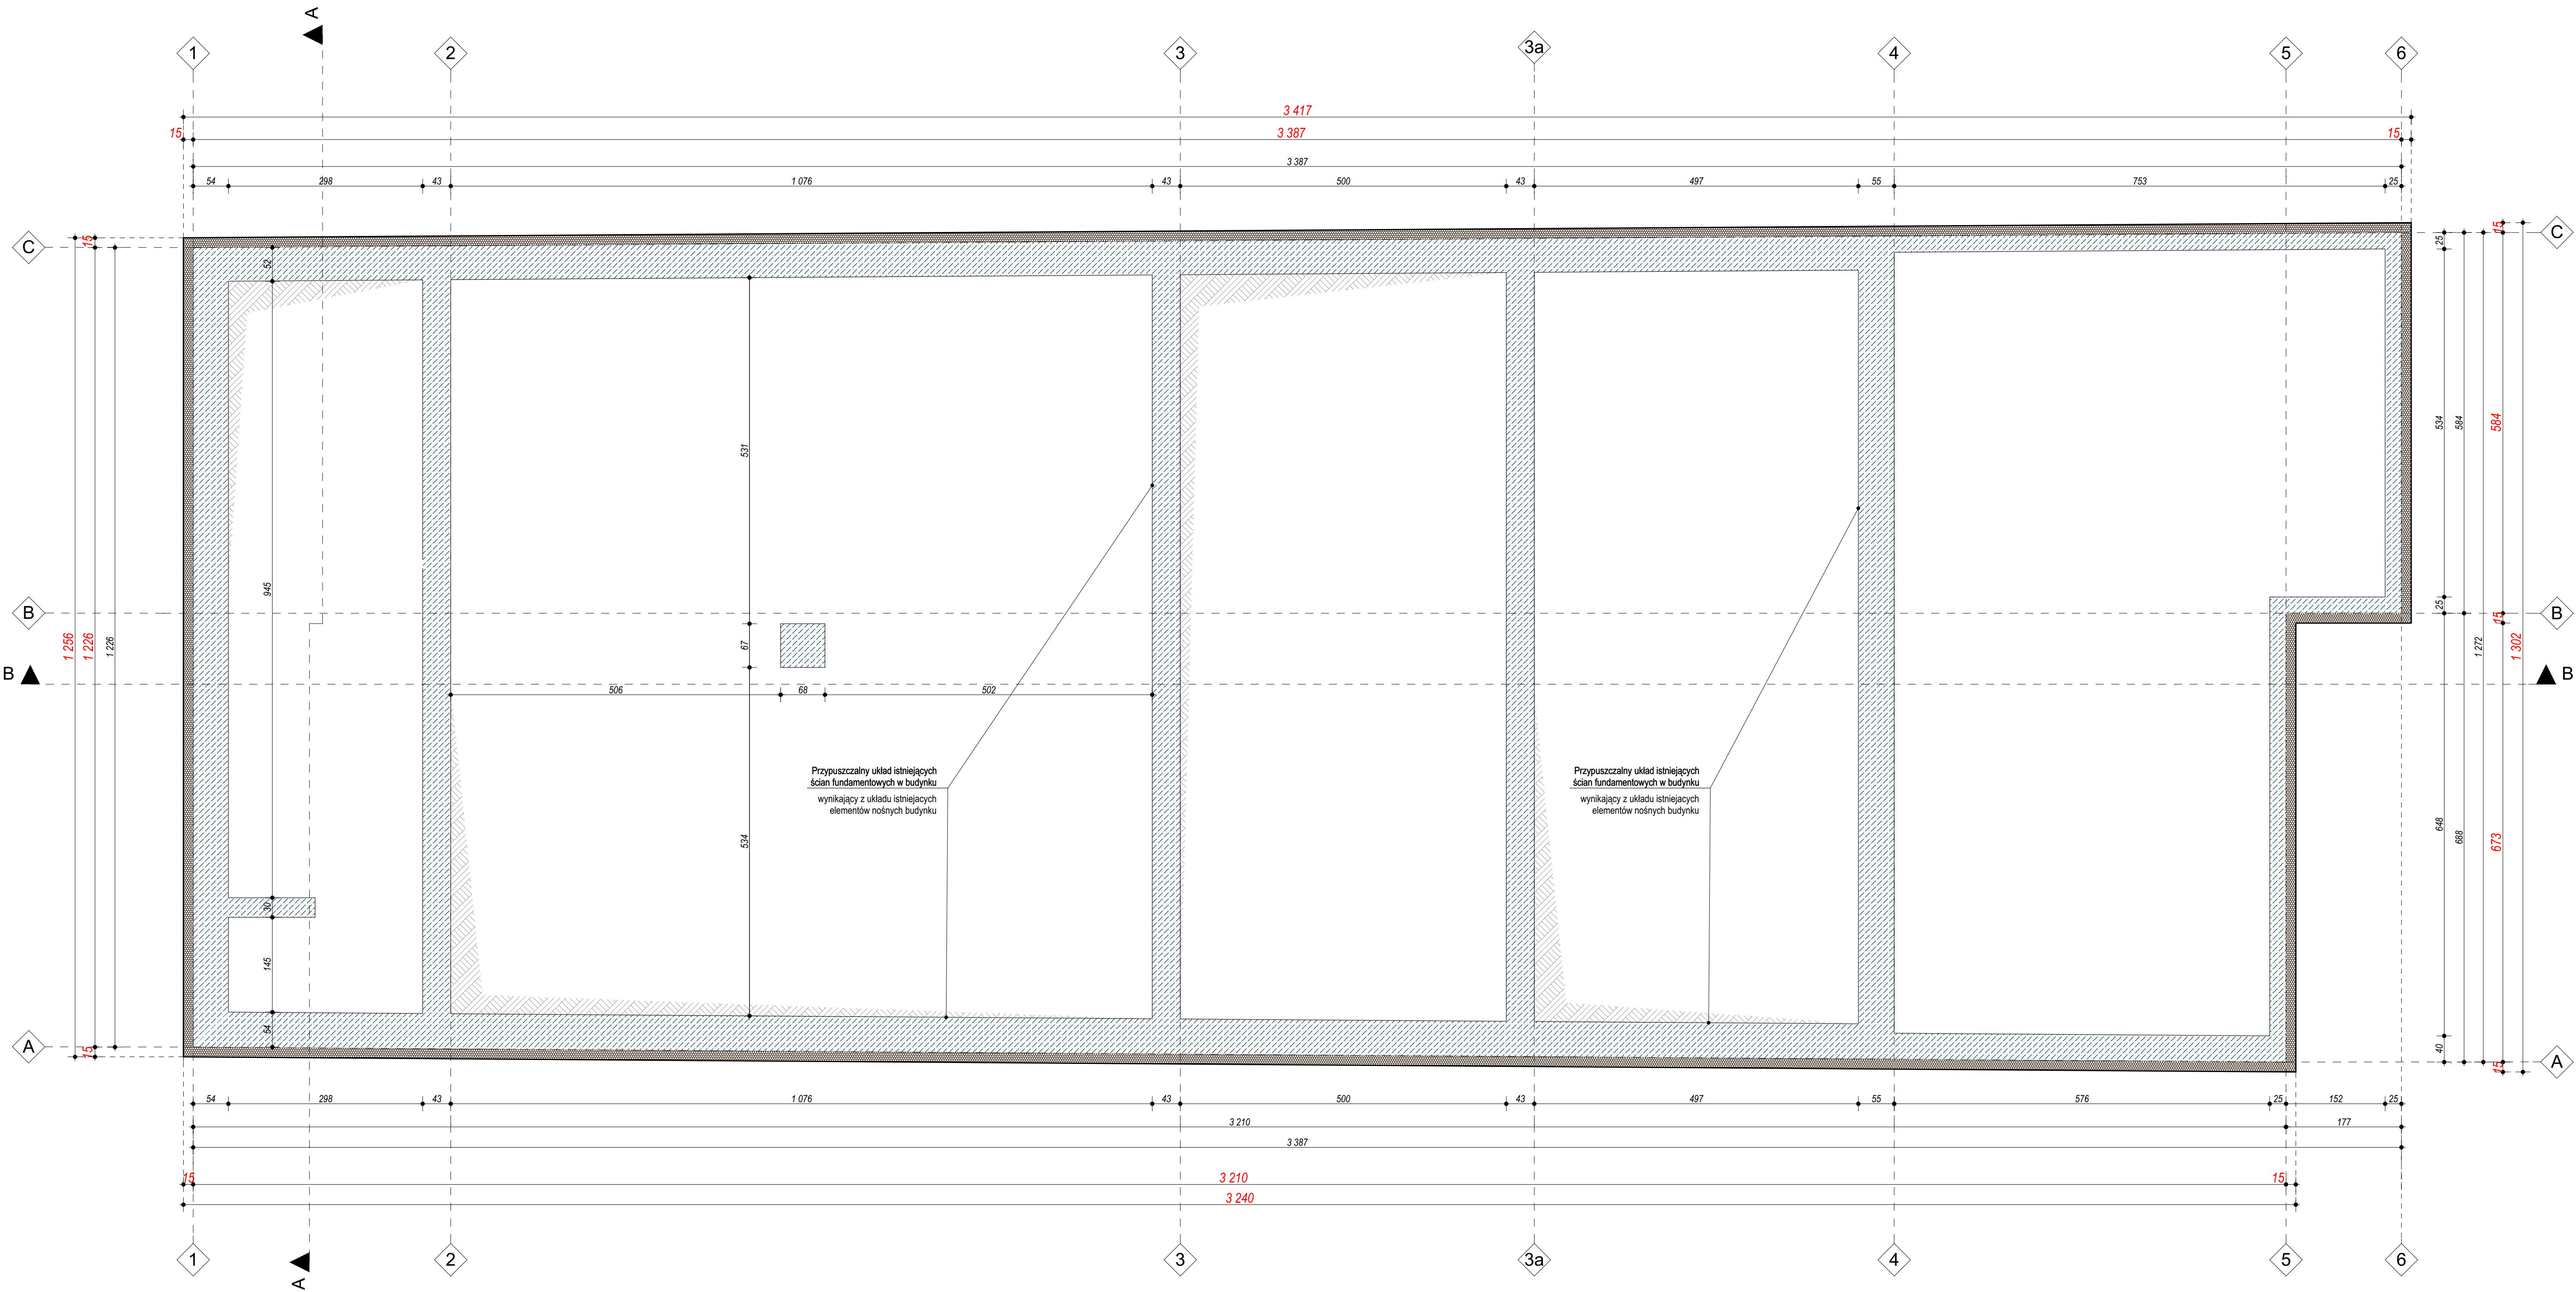 A
1 2 3 3a 4 5 6
3 417
15 3 387 15
3 387
54 298 43 1 076 43 500 43 497 55 753 25
C 15 15 C
52 25
531 534 584 584
945
B 25 15 B
1 256 1 226 1 226 67 1 272 1 302
B B
506 68 502
Przypuszczalny układ istniejących
ścian fundamentowych w budynku
wynikający z układu istniejacych
elementów nośnych budynku
Przypuszczalny układ istniejących
ścian fundamentowych w budynku
wynikający z układu istniejacych
elementów nośnych budynku
534 648 688 673
30
145
54 40
A 15 15 A
54 298 43 1 076 43 500 43 497 55 576 25 152 25
3 210 177
3 387
15 3 210 15
3 240
1 2 3 3a 4 5 6
A